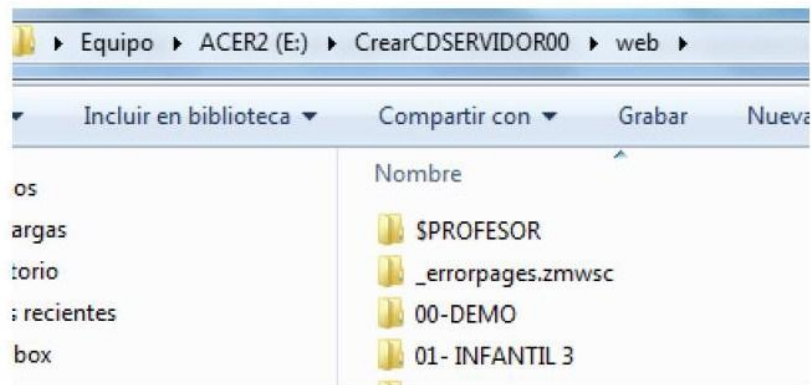 Equipo ACER2 (E:) CrearCDSERVIDOR00 web
Incluir en biblioteca Compartir con Grabar Nueva
Nombre
os
argas
torio
s recientes
box
$PROFESOR
_errorpages.zmwsc
00-DEMO
01- INFANTIL 3